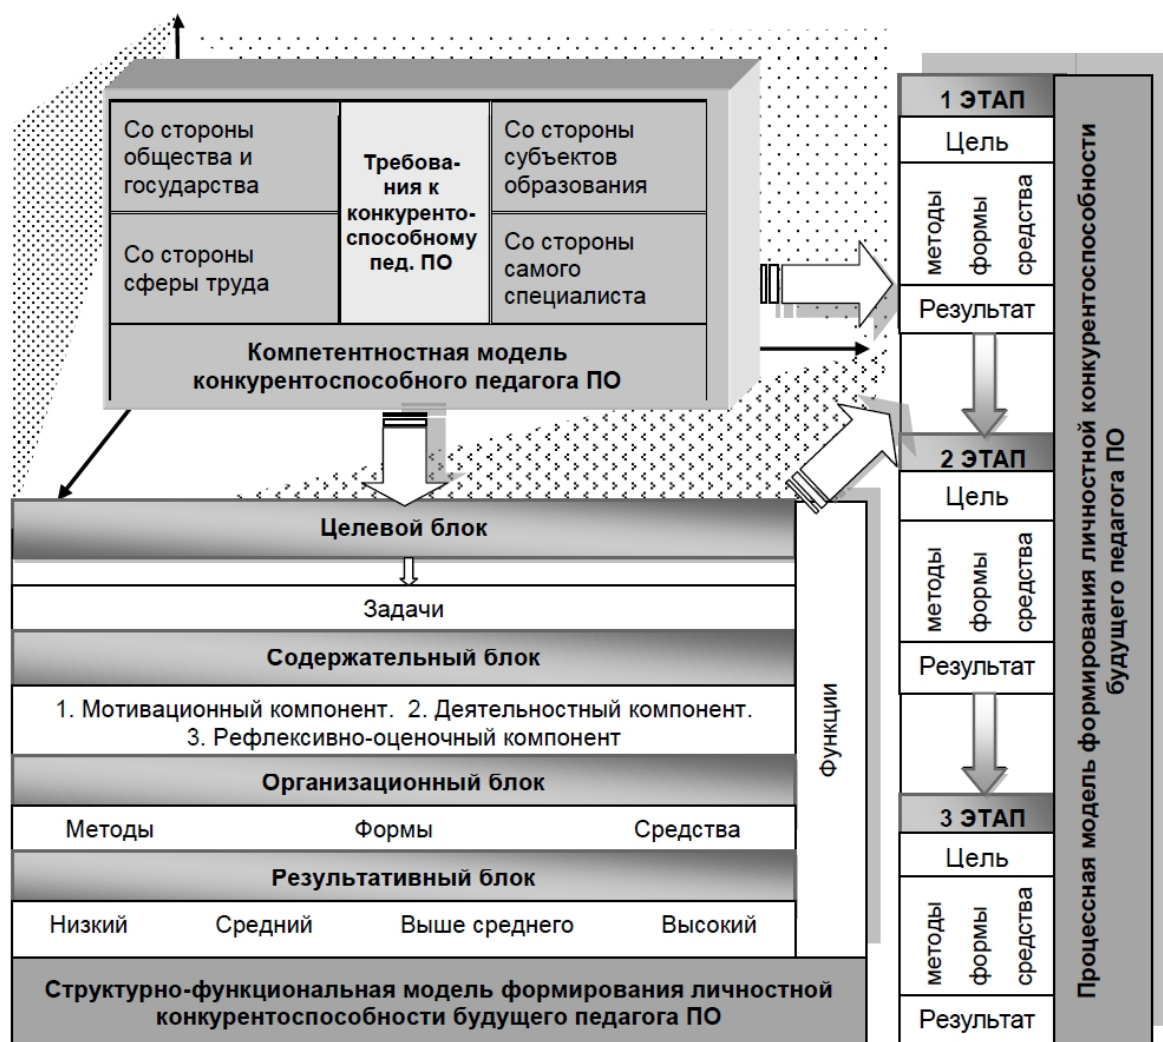 Со стороны
общества и
государства
Требова-
ния к
конкуренто-
способному
пед. ПО
Со стороны
субъектов
образования
Со стороны
сферы труда
Со стороны
самого
специалиста
Компетентностная модель
конкурентоспособного педагога ПО
Целевой блок
Задачи
Содержательный блок
1. Мотивационный компонент. 2. Деятельностный компонент.
3. Рефлексивно-оценочный компонент
Организационный блок
Методы Формы Средства
Результативный блок
Низкий Средний Выше среднего Высокий
Функции
Структурно-функциональная модель формирования личностной
конкурентоспособности будущего педагога ПО
1 ЭТАП
Цель
методы
формы
средства
Результат
2 ЭТАП
Цель
методы
формы
средства
Результат
3 ЭТАП
Цель
методы
формы
средства
Результат
Процессная модель формирования личностной конкурентоспособности
будущего педагога ПО